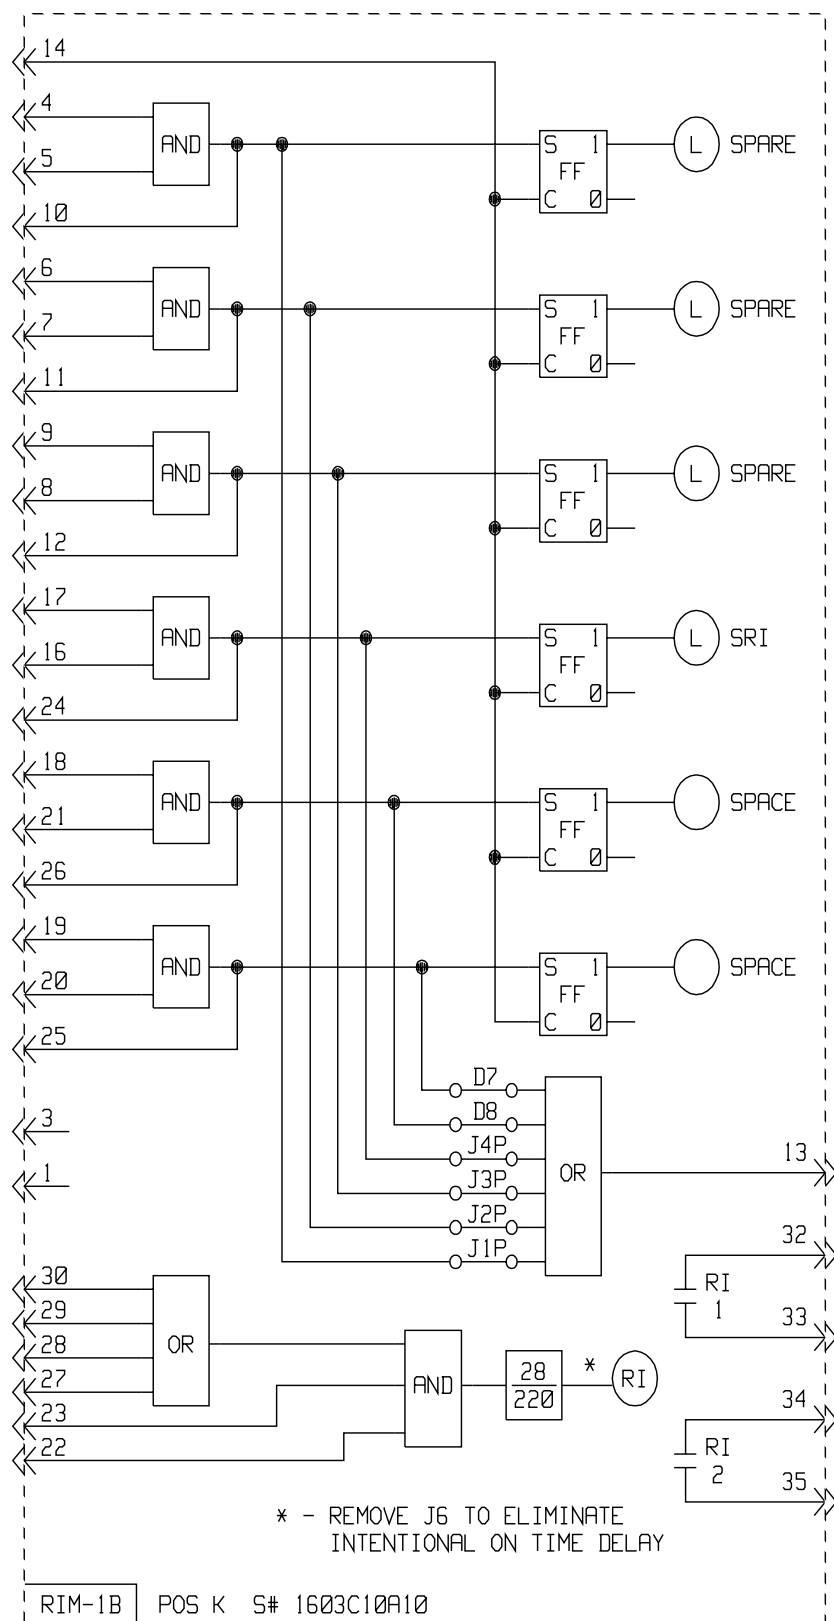 14
4
AND
S 1
L SPARE
5
FF
C 0
10
6
AND
S 1
L SPARE
7
FF
C 0
11
9
AND
S 1
L SPARE
8
FF
C 0
12
17
AND
S 1
L SRI
16
FF
C 0
24
18
AND
S 1
SPACE
21
FF
C 0
26
19
AND
S 1
SPACE
20
FF
C 0
25
D7
3
D8
J4P
13
1
J3P
OR
J2P
J1P
32
30
RI
1
29
28
OR
33
27
AND
28
220
*
RI
23
34
22
RI
2
35
* - REMOVE J6 TO ELIMINATE
INTENTIONAL ON TIME DELAY
RIM-1B POS K S# 1603C10A10